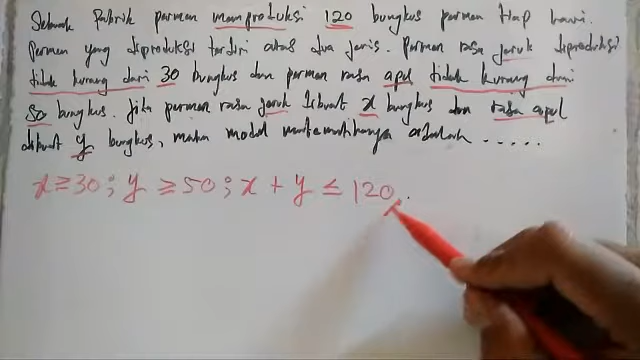 Sebuah Pabrik permen memproduksi 120 bungkus permen tiap hari.
Permen yang diproduksi terdiri atas dua jenis. Permen rasa jeruk diproduksi
tidak kurang dari 30 bungkus dan permen rasa apel tidak kurang dari
50 bungkus. Jika permen rasa jeruk dibuat x bungkus dan rasa apel
dibuat y bungkus, maka model matematikanya adalah .....
x ≥ 30 ; y ≥ 50 ; x + y ≤ 120.